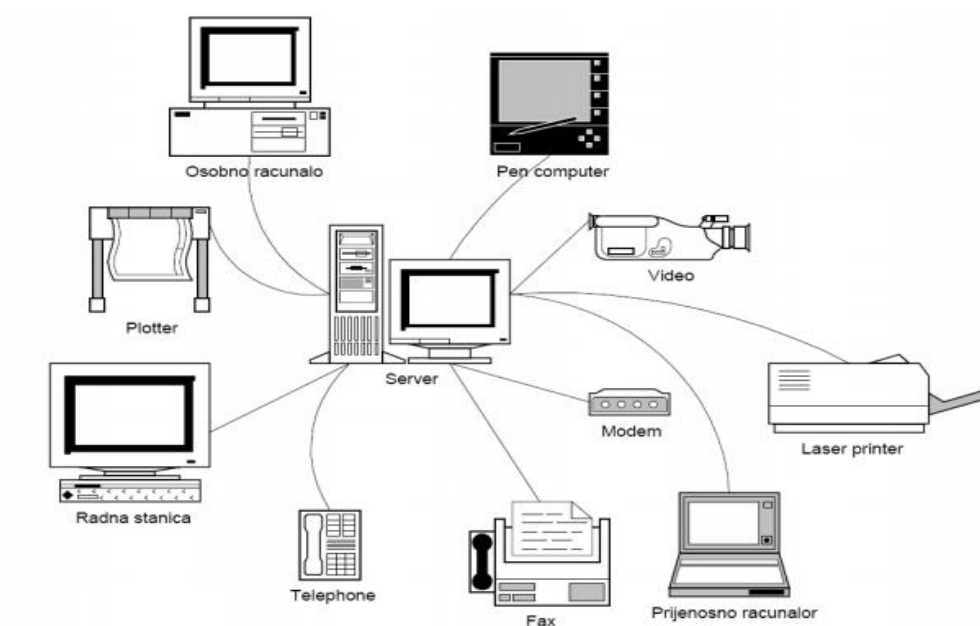 Osobno racunalo
Pen computer
Video
Plotter
Server
Modem
Laser printer
Radna stanica
Telephone
Fax
Prijenosno racunalor